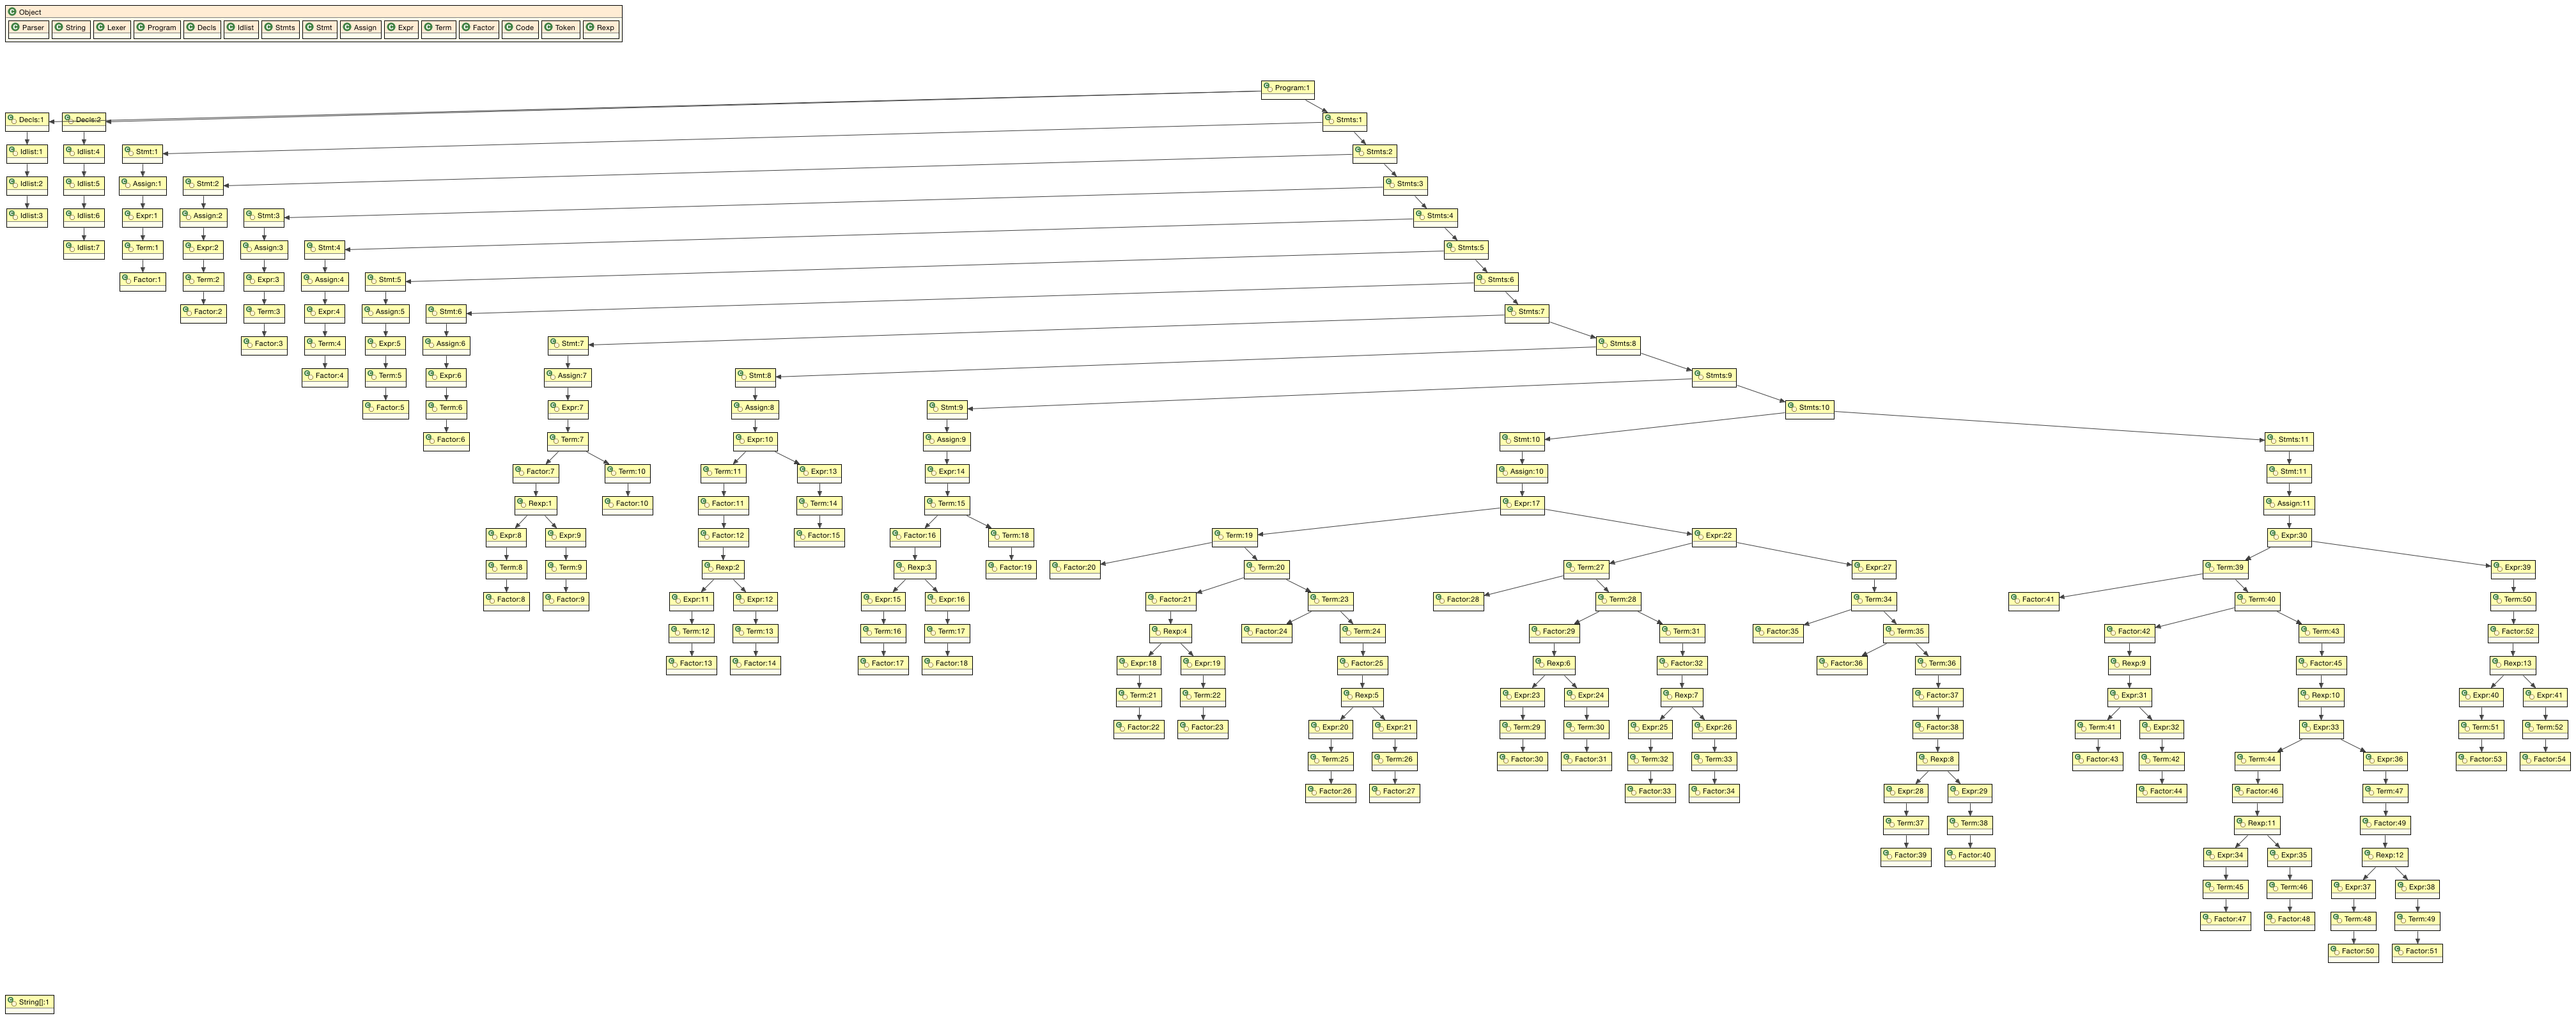 Object
Parser String Lexer Program Decls Idlist Stmts Stmt Assign Expr Term Factor Code Token Rexp
Program:1
Decls:1 Decls:2 Stmts:1
Idlist:1 Idlist:4 Stmt:1 Stmts:2
Idlist:2 Idlist:5 Assign:1 Stmt:2 Stmts:3
Idlist:3 Idlist:6 Expr:1 Assign:2 Stmt:3 Stmts:4
Idlist:7 Term:1 Expr:2 Assign:3 Stmt:4 Stmts:5
Factor:1 Term:2 Expr:3 Assign:4 Stmt:5 Stmts:6
Factor:2 Term:3 Expr:4 Assign:5 Stmt:6 Stmts:7
Factor:3 Term:4 Expr:5 Assign:6 Stmt:7 Stmts:8
Factor:4 Term:5 Expr:6 Assign:7 Stmt:8 Stmts:9
Factor:5 Term:6 Expr:7 Assign:8 Stmt:9 Stmts:10
Factor:6 Term:7 Expr:10 Assign:9 Stmt:10 Stmts:11
Factor:7 Term:10 Term:11 Expr:13 Expr:14 Assign:10 Stmt:11
Rexp:1 Factor:10 Factor:11 Term:14 Term:15 Expr:17 Assign:11
Expr:8 Expr:9 Factor:12 Factor:15 Factor:16 Term:18 Term:19 Expr:22 Expr:30
Term:8 Term:9 Rexp:2 Rexp:3 Factor:19 Factor:20 Term:20 Term:27 Expr:27 Term:39 Expr:39
Factor:8 Factor:9 Expr:11 Expr:12 Expr:15 Expr:16 Factor:21 Term:23 Factor:28 Term:28 Term:34 Factor:41 Term:40 Term:50
Term:12 Term:13 Term:16 Term:17 Rexp:4 Factor:24 Term:24 Factor:29 Term:31 Factor:35 Term:35 Factor:42 Term:43 Factor:52
Factor:13 Factor:14 Factor:17 Factor:18 Expr:18 Expr:19 Factor:25 Rexp:6 Factor:32 Factor:36 Term:36 Rexp:9 Factor:45 Rexp:13
Term:21 Term:22 Rexp:5 Expr:23 Expr:24 Rexp:7 Factor:37 Expr:31 Rexp:10 Expr:40 Expr:41
Factor:22 Factor:23 Expr:20 Expr:21 Term:29 Term:30 Expr:25 Expr:26 Factor:38 Term:41 Expr:32 Expr:33 Term:51 Term:52
Term:25 Term:26 Factor:30 Factor:31 Term:32 Term:33 Rexp:8 Factor:43 Term:42 Term:44 Expr:36 Factor:53 Factor:54
Factor:26 Factor:27 Factor:33 Factor:34 Expr:28 Expr:29 Factor:44 Factor:46 Term:47
Term:37 Term:38 Rexp:11 Factor:49
Factor:39 Factor:40 Expr:34 Expr:35 Rexp:12
Term:45 Term:46 Expr:37 Expr:38
Factor:47 Factor:48 Term:48 Term:49
Factor:50 Factor:51
String[]:1